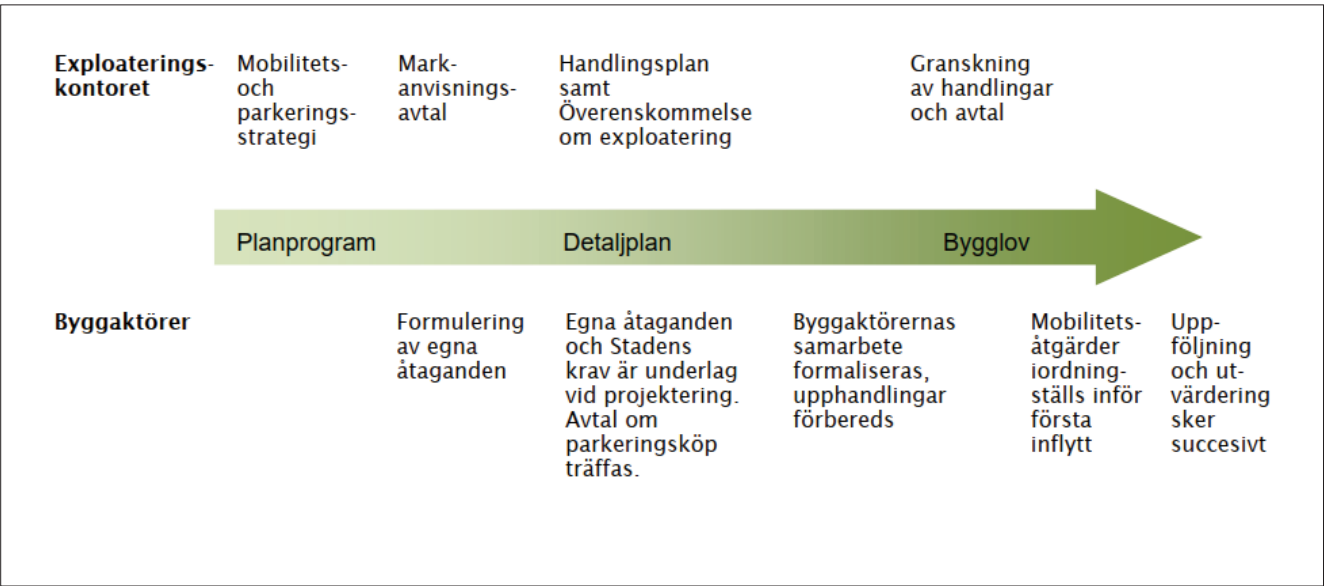 Exploaterings-
kontoret
Mobilitets-
och
parkerings-
strategi
Mark-
anvisnings-
avtal
Handlingsplan
samt
Överenskommelse
om exploatering
Granskning
av handlingar
och avtal
Planprogram
Detaljplan
Bygglov
Byggaktörer
Formulering
av egna
åtaganden
Egna åtaganden
och Stadens
krav är underlag
vid projektering.
Avtal om
parkeringsköp
träffas.
Byggaktörernas
samarbete
formaliseras,
upphandlingar
förbereds
Mobilitets-
åtgärder
iordning-
ställs inför
första
inflytt
Upp-
följning
och ut-
värdering
sker
succesivt